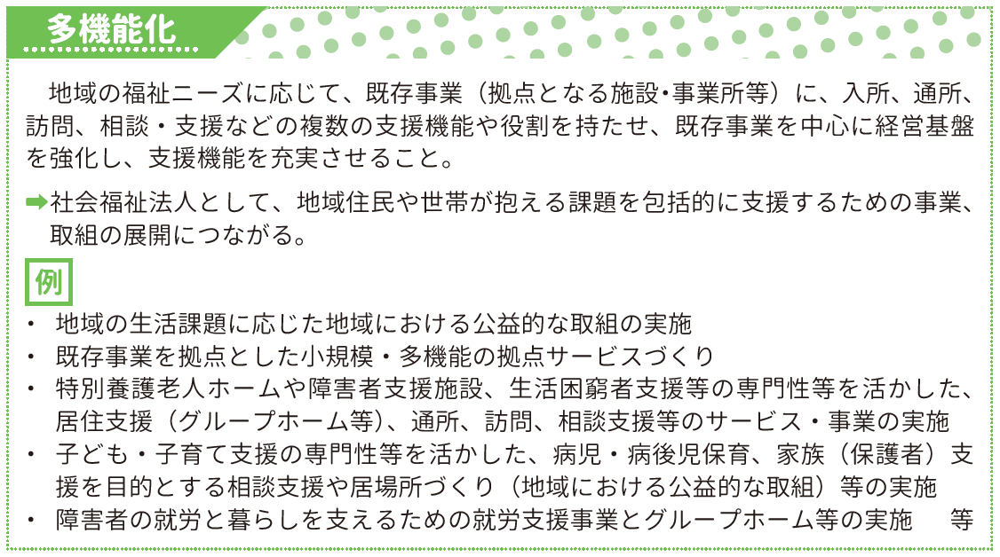 多機能化
地域の福祉ニーズに応じて、既存事業（拠点となる施設・事業所等）に、入所、通所、
訪問、相談・支援などの複数の支援機能や役割を持たせ、既存事業を中心に経営基盤
を強化し、支援機能を充実させること。
➡社会福祉法人として、地域住民や世帯が抱える課題を包括的に支援するための事業、
取組の展開につながる。
例
・ 地域の生活課題に応じた地域における公益的な取組の実施
・ 既存事業を拠点とした小規模・多機能の拠点サービスづくり
・ 特別養護老人ホームや障害者支援施設、生活困窮者支援等の専門性等を活かした、
居住支援（グループホーム等）、通所、訪問、相談支援等のサービス・事業の実施
・ 子ども・子育て支援の専門性等を活かした、病児・病後児保育、家族（保護者）支
援を目的とする相談支援や居場所づくり（地域における公益的な取組）等の実施
・ 障害者の就労と暮らしを支えるための就労支援事業とグループホーム等の実施 等